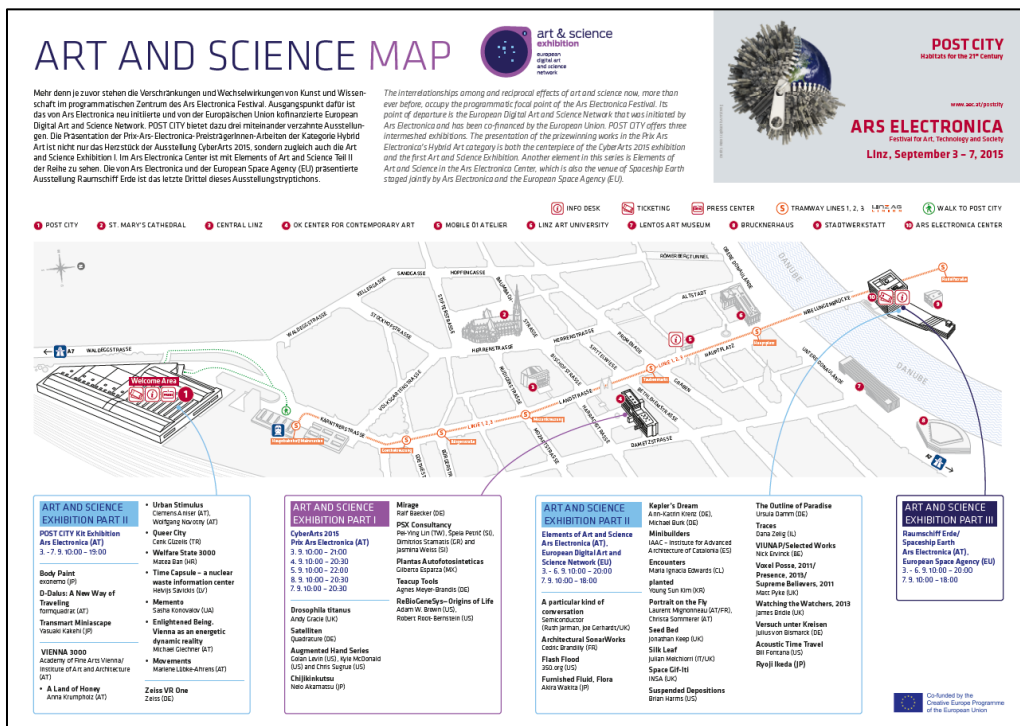 ART AND SCIENCE MAP
art & science
exhibition
european
digital art
and science
network
POST CITY
Habitats for the 21st Century
www.aec.at/postcity
ARS ELECTRONICA
Festival for Art, Technology and Society
Linz, September 3 – 7, 2015
Mehr denn je zuvor stehen die Verschränkungen und Wechselwirkungen von Kunst und Wissen-
schaft im programmatischen Zentrum des Ars Electronica Festival. Ausgangspunkt dafür ist
das von Ars Electronica neu initiierte und von der Europäischen Union kofinanzierte European
Digital Art and Science Network. POST CITY bietet dazu drei miteinander verzahnte Ausstellun-
gen. Die Präsentation der Prix-Ars-Electronica-PreisträgerInnen-Arbeiten der Kategorie Hybrid
Art ist nicht nur das Herzstück der Ausstellung CyberArts 2015, sondern zugleich auch die Art
and Science Exhibition I. Im Ars Electronica Center ist mit Elements of Art and Science Teil II
der Reihe zu sehen. Die von Ars Electronica und der European Space Agency (EU) präsentierte
Ausstellung Raumschiff Erde ist das letzte Drittel dieses Ausstellungstryptichons.
The interrelationships among and reciprocal effects of art and science now, more than
ever before, occupy the programmatic focal point of the Ars Electronica Festival. Its
point of departure is the European Digital Art and Science Network that was initiated by
Ars Electronica and has been co-financed by the European Union. POST CITY offers three
intermeshed exhibitions. The presentation of the prizewinning works in the Prix Ars
Electronica's Hybrid Art category is both the centerpiece of the CyberArts 2015 exhibition
and the first Art and Science Exhibition. Another element in this series is Elements of
Art and Science in the Ars Electronica Center, which is also the venue of Spaceship Earth
staged jointly by Ars Electronica and the European Space Agency (EU).
INFO DESK TICKETING PRESS CENTER S TRAMWAY LINES 1, 2, 3 LINZ AG LINIEN WALK TO POST CITY
1 POST CITY 2 ST. MARY'S CATHEDRAL 3 CENTRAL LINZ 4 OK CENTER FOR CONTEMPORARY ART 5 MOBILE Ö1 ATELIER 6 LINZ ART UNIVERSITY 7 LENTOS ART MUSEUM 8 BRUCKNERHAUS 9 STADTWERKSTATT 10 ARS ELECTRONICA CENTER
RÖMERBERGTUNNEL
OBERE DONAULÄNDE
DANUBE
SANDGASSE
HOPFENGASSE
KELLERGASSE
BAUMBACH-
STRASSE
STIFTERSTRASSE
STOCKHOFSTRASSE
WALDEGGSTRASSE
ALTSTADT
NIBELUNGENBRÜCKE
HERRENSTRASSE
HERRENSTRASSE
PROMENADE
SPITTELWIESE
BISCHOFSTRASSE
HAUPTPLATZ
LINE 1, 2, 3
GRABEN
A7
WALDEGGSTRASSE
UNTERE DONAULÄNDE
DANUBE
Welcome Area
1
VOLKSGARTENSTRASSE
RUDIGIERSTRASSE
LANDSTRASSE
BETHLEHEMSTRASSE
HARRACHSTRASSE
DAMETZSTRASSE
MOZARTSTRASSE
KÄRNTNERSTRASSE
LINE 1, 2, 3
GOETHESTRASSE
BÜRGERSTRASSE
A7
ART AND SCIENCE
EXHIBITION PART II
POST CITY Kit Exhibition
Ars Electronica (AT)
3. - 7. 9. 10:00 – 19:00
Body Paint
exonemo (JP)
D-Dalus: A New Way of
Traveling
formquadrat (AT)
Transmart Miniascape
Yasuaki Kakehi (JP)
VIENNA 3000
Academy of Fine Arts Vienna/
Institute of Art and Architecture
(AT)
• A Land of Honey
Anna Krumpholz (AT)
• Urban Stimulus
Clemens Aniser (AT),
Wolfgang Novotny (AT)
• Queer City
Cenk Güzelis (TR)
• Welfare State 3000
Matea Ban (HR)
• Time Capsule – a nuclear
waste information center
Helvijs Savickis (LV)
• Memento
Sasha Konovalov (UA)
• Enlightened Being.
Vienna as an energetic
dynamic reality
Michael Glechner (AT)
• Movements
Marlene Lübke-Ahrens (AT)
Zeiss VR One
Zeiss (DE)
ART AND SCIENCE
EXHIBITION PART I
CyberArts 2015
Prix Ars Electronica (AT)
3. 9. 10:00 – 21:00
4. 9. 10:00 – 20:30
5. 9. 10:00 – 22:00
6. 9. 10:00 – 20:30
7. 9. 10:00 – 20:30
Drosophila titanus
Andy Gracie (UK)
Satelliten
Quadrature (DE)
Augmented Hand Series
Golan Levin (US), Kyle McDonald
(US) and Chris Sugrue (US)
Chijikinkutsu
Nelo Akamatsu (JP)
Mirage
Ralf Baecker (DE)
PSX Consultancy
Pei-Ying Lin (TW), Špela Petrič (SI),
Dimitrios Stamatis (GR) and
Jasmina Weiss (SI)
Plantas Autofotosintéticas
Gilberto Esparza (MX)
Teacup Tools
Agnes Meyer-Brandis (DE)
ReBioGeneSys–Origins of Life
Adam W. Brown (US),
Robert Root-Bernstein (US)
ART AND SCIENCE
EXHIBITION PART II
Elements of Art and Science
Ars Electronica (AT),
European Digital Art and
Science Network (EU)
3. - 6. 9. 10:00 – 20:00
7. 9. 10:00 – 18:00
A particular kind of
conversation
Semiconductor
(Ruth Jarman, Joe Gerhardt/UK)
Architectural SonarWorks
Cedric Brandilly (FR)
Flash Flood
350.org (US)
Furnished Fluid, Flora
Akira Wakita (JP)
Kepler's Dream
Ann-Katrin Krenz (DE),
Michael Burk (DE)
Minibuilders
IAAC – Institute for Advanced
Architecture of Catalonia (ES)
Encounters
Maria Ignacia Edwards (CL)
planted
Young Sun Kim (KR)
Portrait on the Fly
Laurent Mignonneau (AT/FR),
Christa Sommerer (AT)
Seed Bed
Jonathan Keep (UK)
Silk Leaf
Julian Melchiorri (IT/UK)
Space Gif-iti
INSA (UK)
Suspended Depositions
Brian Harms (US)
The Outline of Paradise
Ursula Damm (DE)
Traces
Dana Zelig (IL)
VIUNAP/Selected Works
Nick Ervinck (BE)
Voxel Posse, 2011/
Presence, 2013/
Supreme Believers, 2011
Matt Pyke (UK)
Watching the Watchers, 2013
James Bridle (UK)
Versuch unter Kreisen
Julius von Bismarck (DE)
Acoustic Time Travel
Bill Fontana (US)
Ryoji Ikeda (JP)
ART AND SCIENCE
EXHIBITION PART III
Raumschiff Erde/
Spaceship Earth
Ars Electronica (AT),
European Space Agency (EU)
3. - 6. 9. 10:00 – 20:00
7. 9. 10:00 – 18:00
Co-funded by the
Creative Europe Programme
of the European Union